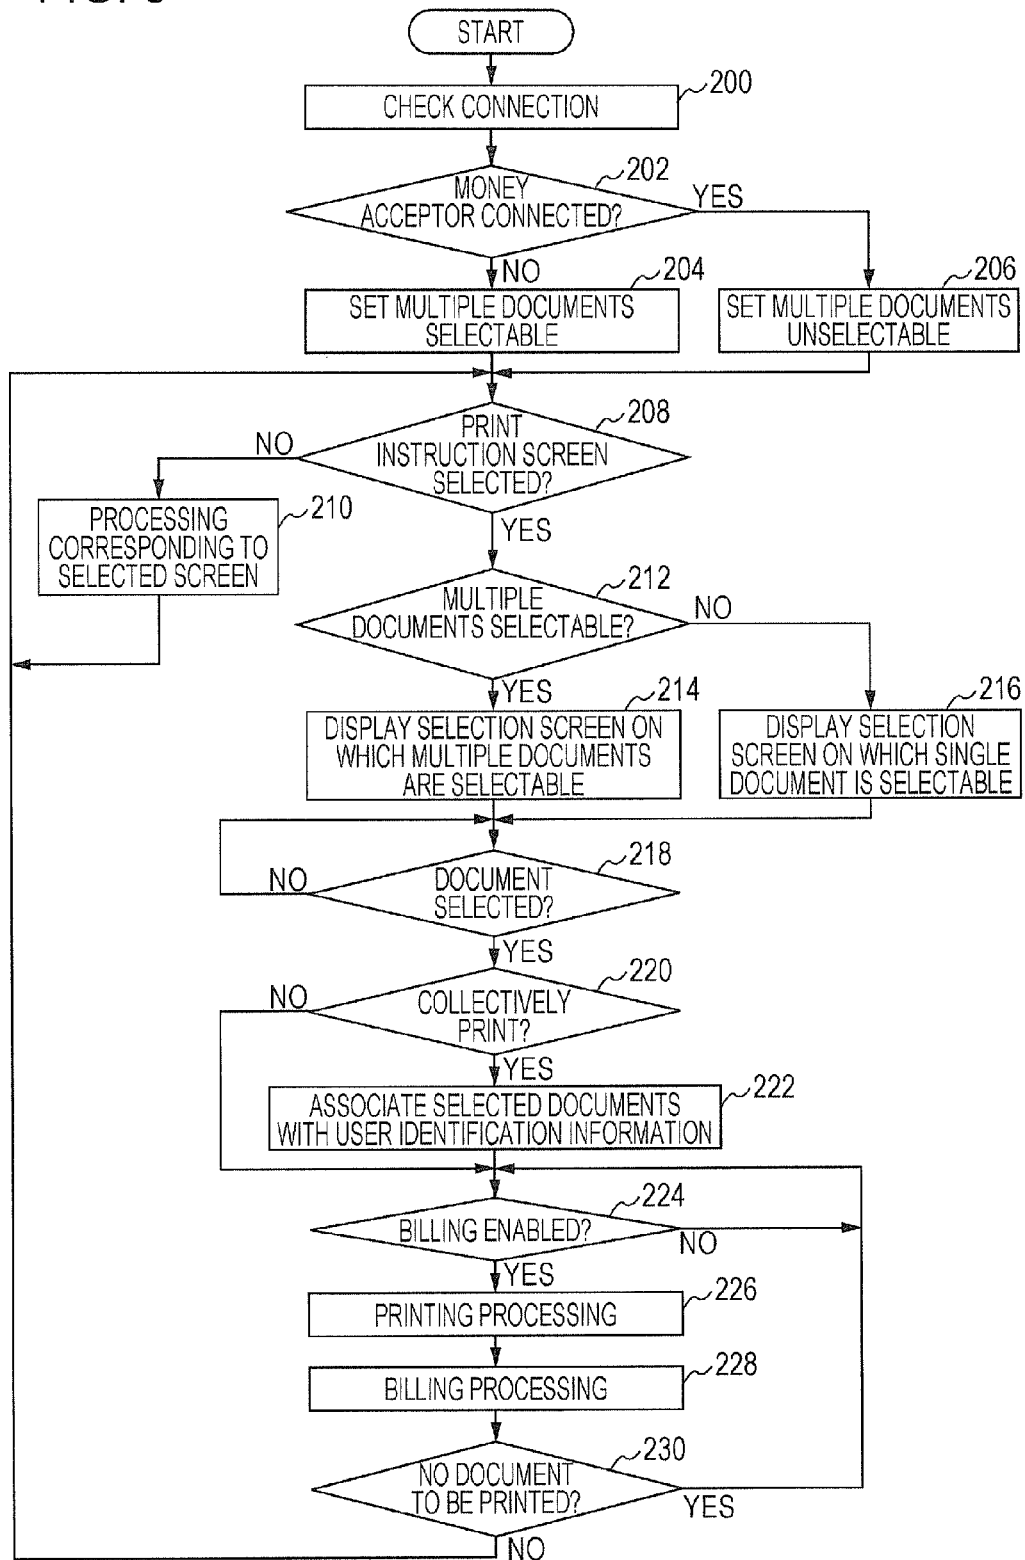 START
CHECK CONNECTION
200
MONEY
ACCEPTOR CONNECTED?
202
YES
NO
204
SET MULTIPLE DOCUMENTS
SELECTABLE
206
SET MULTIPLE DOCUMENTS
UNSELECTABLE
PRINT
INSTRUCTION SCREEN
SELECTED?
208
NO
YES
PROCESSING
CORRESPONDING TO
SELECTED SCREEN
210
MULTIPLE
DOCUMENTS SELECTABLE?
212
NO
YES
214
DISPLAY SELECTION SCREEN ON
WHICH MULTIPLE DOCUMENTS
ARE SELECTABLE
216
DISPLAY SELECTION
SCREEN ON WHICH SINGLE
DOCUMENT IS SELECTABLE
DOCUMENT
SELECTED?
218
NO
YES
COLLECTIVELY
PRINT?
220
NO
YES
ASSOCIATE SELECTED DOCUMENTS
WITH USER IDENTIFICATION INFORMATION
222
BILLING ENABLED?
224
NO
YES
PRINTING PROCESSING
226
BILLING PROCESSING
228
NO DOCUMENT
TO BE PRINTED?
230
YES
NO